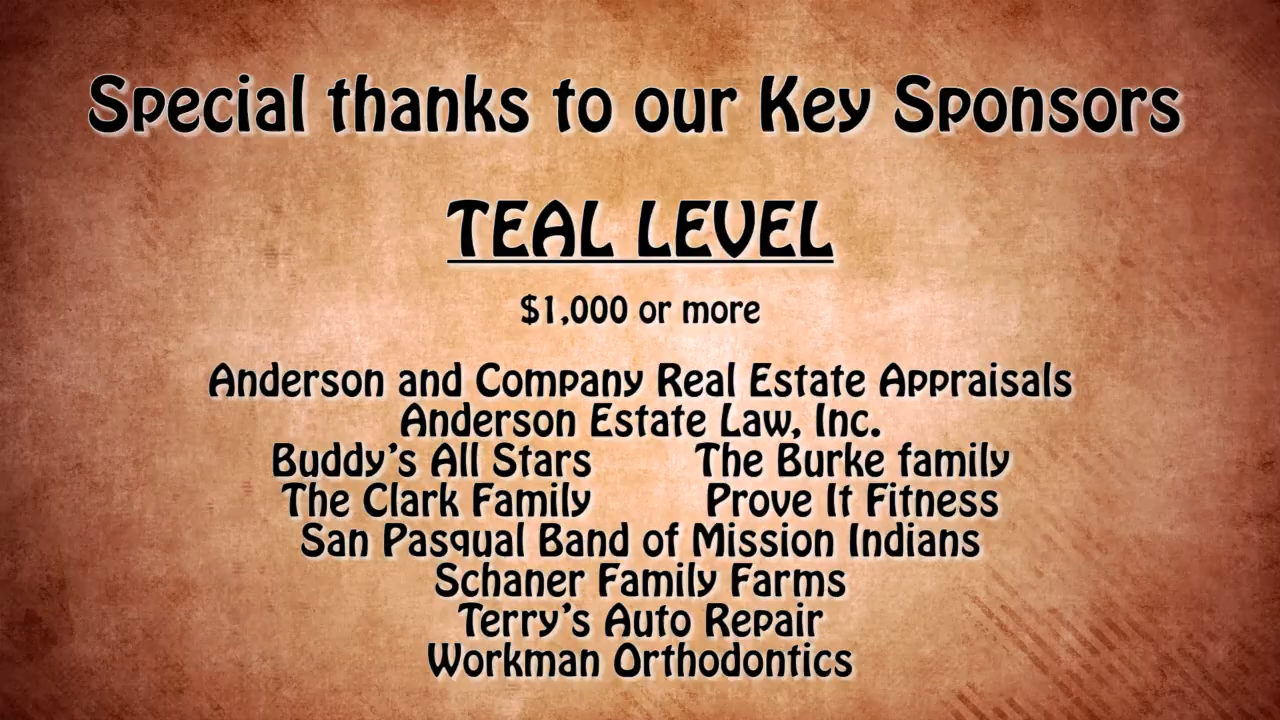 Special thanks to our Key Sponsors
TEAL LEVEL
$1,000 or more
Anderson and Company Real Estate Appraisals
Anderson Estate Law, Inc.
Buddy's All Stars The Burke family
The Clark Family Prove It Fitness
San Pasqual Band of Mission Indians
Schaner Family Farms
Terry's Auto Repair
Workman Orthodontics